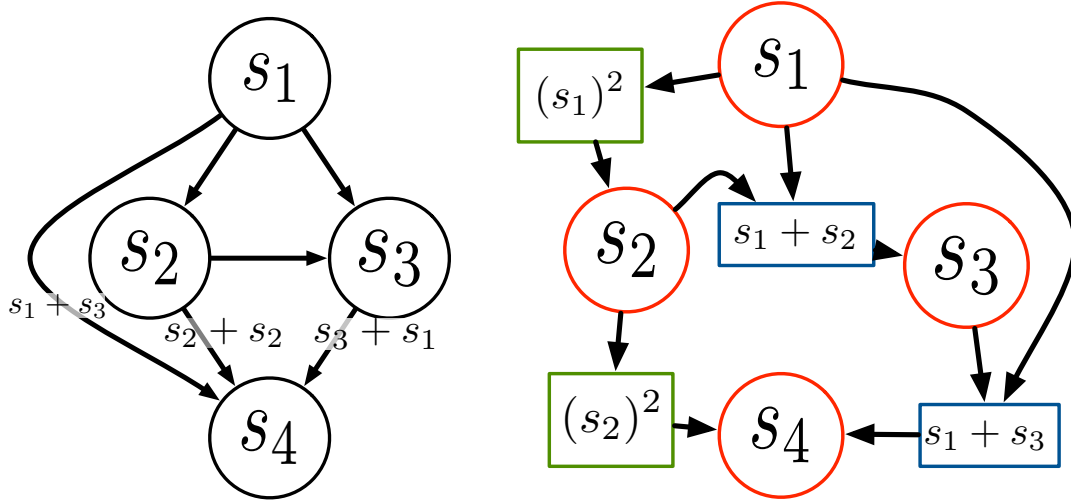 s₁
s₂
s₃
s₁ + s₃
s₂ + s₂
s₃ + s₁
s₄
s₁
(s₁)²
s₂
s₁ + s₂
s₃
(s₂)²
s₄
s₁ + s₃